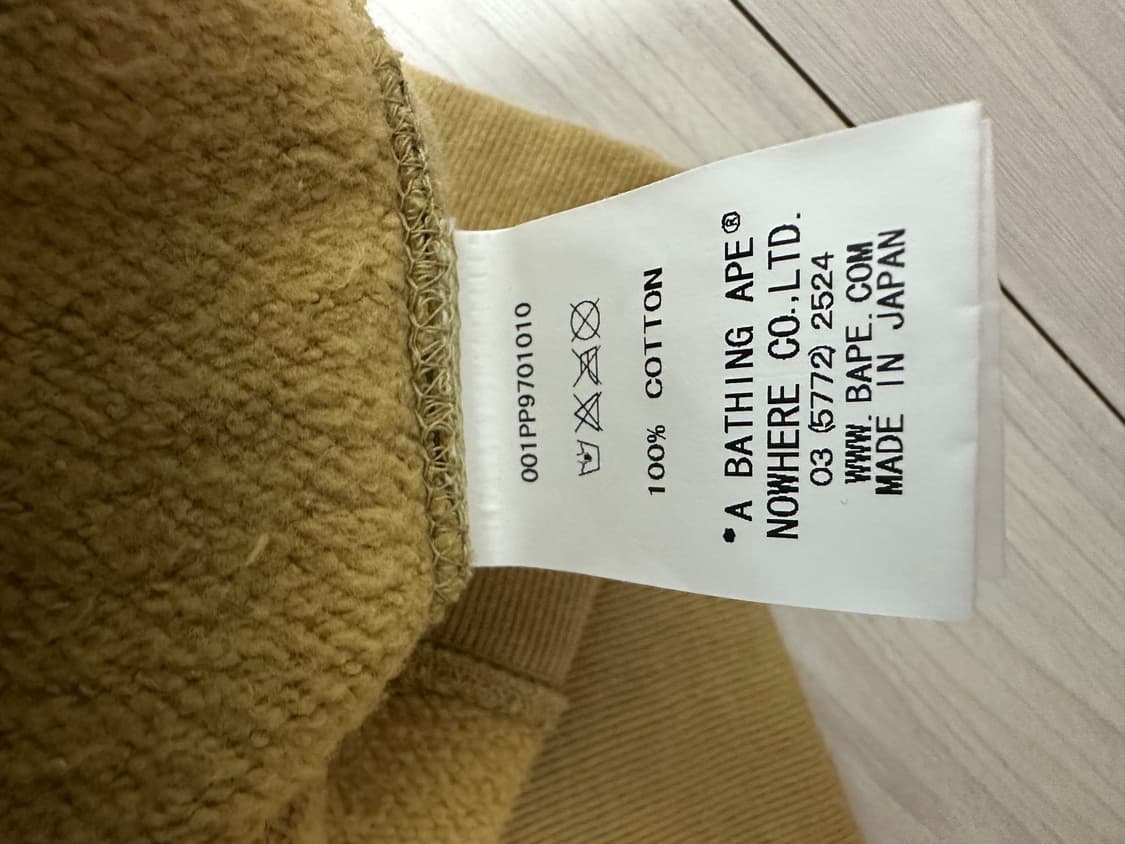 001PP9701010
100% COTTON
*A BATHING APE®
NOWHERE CO.,LTD.
03 (5772) 2524
WWW. BAPE. COM
MADE IN JAPAN